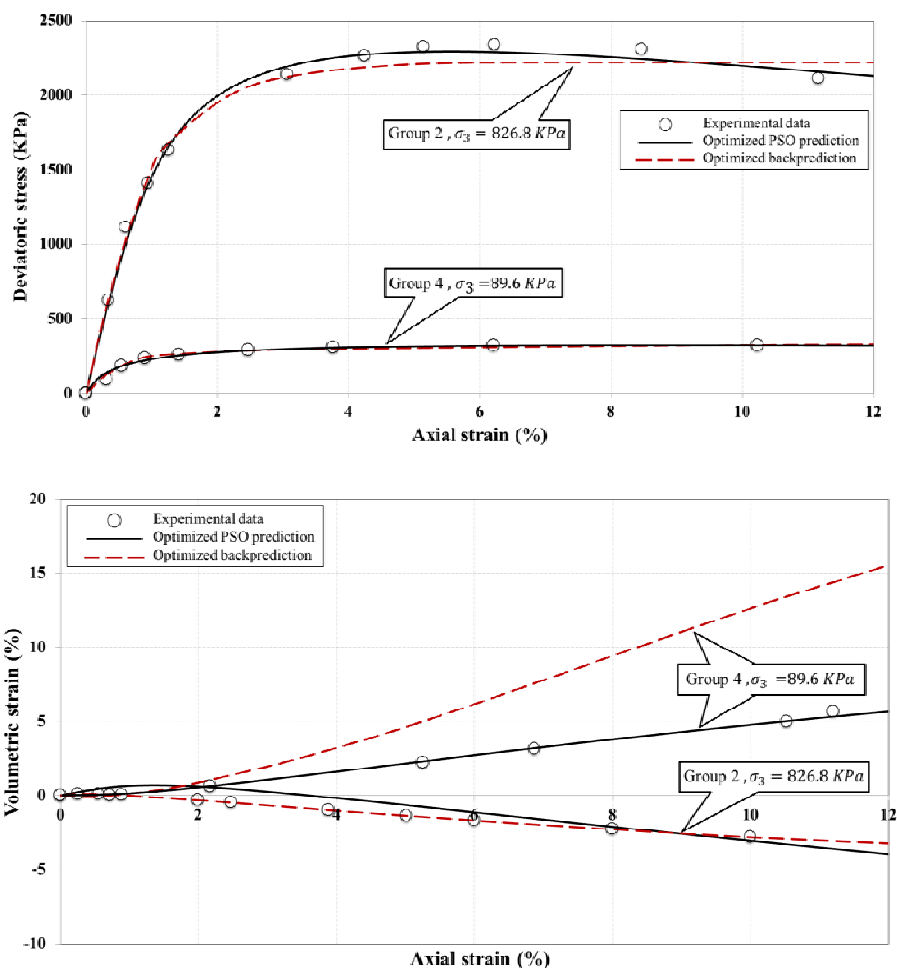 2500
2000
1500
1000
500
0
Deviatoric stress (KPa)
Group 2 , σ3 = 826.8 KPa
Experimental data
Optimized PSO prediction
Optimized backprediction
Group 4 , σ3 =89.6 KPa
0 2 4 6 8 10 12
Axial strain (%)
20
15
10
5
0
-5
-10
Volumetric strain (%)
Experimental data
Optimized PSO prediction
Optimized backprediction
Group 4 ,σ3 =89.6 KPa
Group 2 , σ3 = 826.8 KPa
0 2 4 6 8 10 12
Axial strain (%)